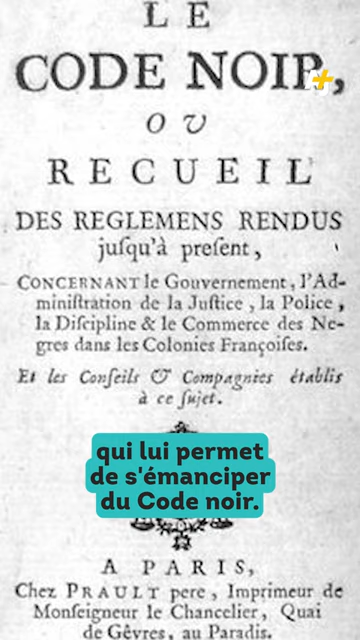 LE
CODE NOIR,
OU
RECUEIL
DES REGLEMENS RENDUS
juſqu'à preſent,
CONCERNANT le Gouvernement, l'Ad-
miniſtration de la Juſtice, la Police,
la Diſcipline & le Commerce des Ne-
gres dans les Colonies Françoiſes.
Et les Conſeils & Compagnies établis
à ce ſujet.
qui lui permet
de s'émanciper
du Code noir.
A PARIS,
Chez PRAULT pere, Imprimeur de
Monſeigneur le Chancelier, Quai
de Gêvres, au Paradis,